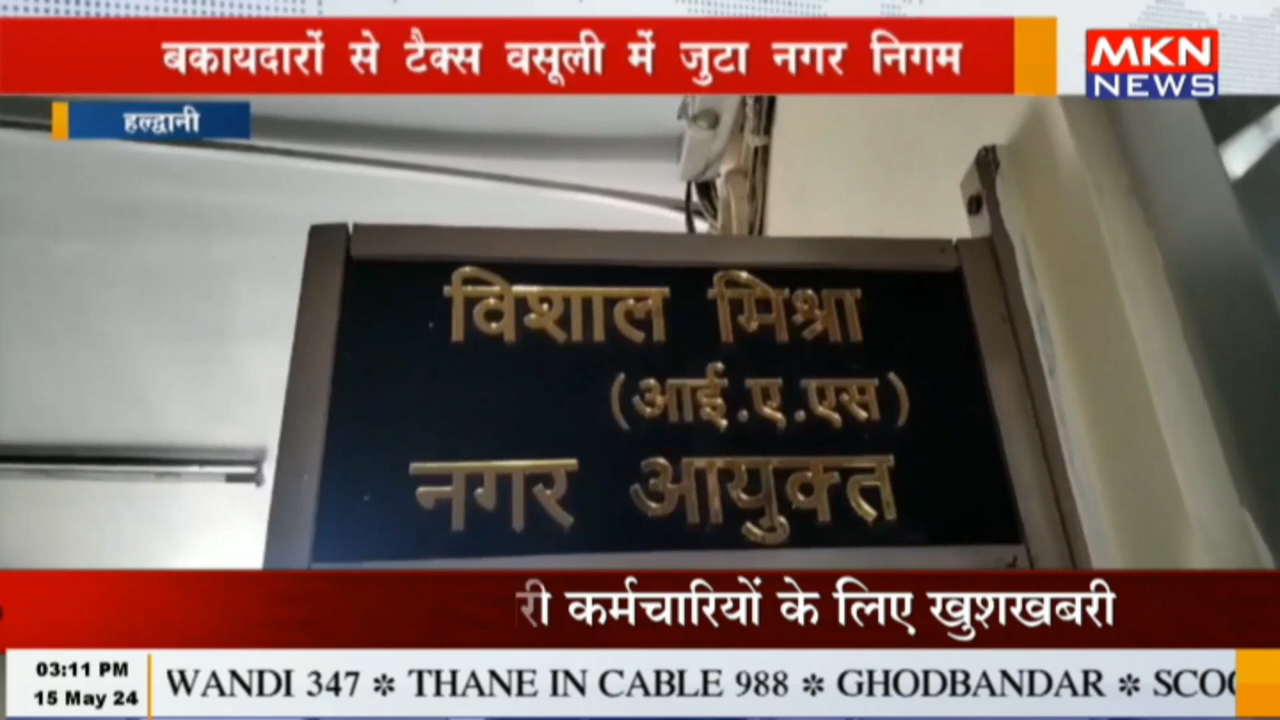 बकायदारों से टैक्स वसूली में जुटा नगर निगम
MKN
NEWS
हल्द्वानी
विशाल मिश्रा
(आई.ए.एस)
नगर आयुक्त
री कर्मचारियों के लिए खुशखबरी
03:11 PM
15 May 24
WANDI 347 ✼ THANE IN CABLE 988 ✼ GHODBANDAR ✼